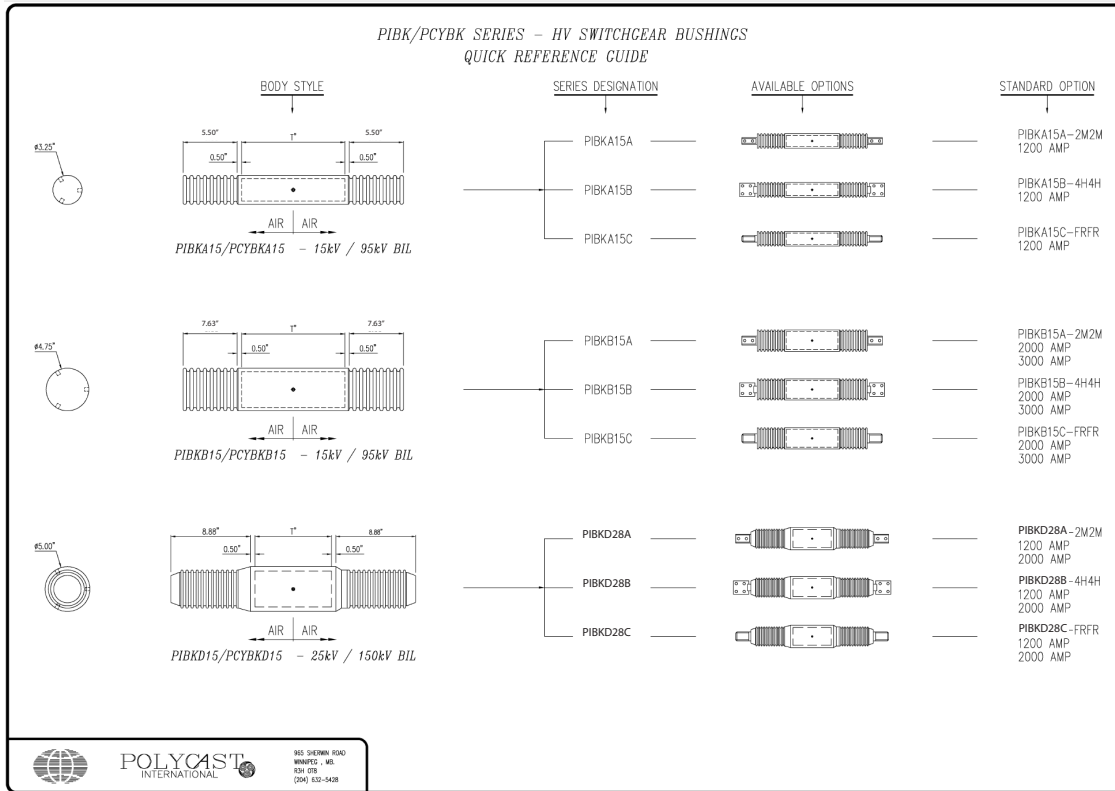 PIBK/PCYBK SERIES - HV SWITCHGEAR BUSHINGS
QUICK REFERENCE GUIDE
BODY STYLE
SERIES DESIGNATION
AVAILABLE OPTIONS
STANDARD OPTION
ø3.25"
5.50"
T"
5.50"
0.50"
0.50"
AIR
AIR
PIBKA15/PCYBKA15 - 15kV / 95kV BIL
PIBKA15A
PIBKA15A-2M2M
1200 AMP
PIBKA15B
PIBKA15B-4H4H
1200 AMP
PIBKA15C
PIBKA15C-FRFR
1200 AMP
ø4.75"
7.63"
T"
7.63"
0.50"
0.50"
AIR
AIR
PIBKB15/PCYBKB15 - 15kV / 95kV BIL
PIBKB15A
PIBKB15A-2M2M
2000 AMP
3000 AMP
PIBKB15B
PIBKB15B-4H4H
2000 AMP
3000 AMP
PIBKB15C
PIBKB15C-FRFR
2000 AMP
3000 AMP
ø5.00"
8.88"
T"
8.88"
0.50"
0.50"
AIR
AIR
PIBKD15/PCYBKD15 - 25kV / 150kV BIL
PIBKD28A
PIBKD28A-2M2M
1200 AMP
2000 AMP
PIBKD28B
PIBKD28B-4H4H
1200 AMP
2000 AMP
PIBKD28C
PIBKD28C-FRFR
1200 AMP
2000 AMP
POLYCAST
INTERNATIONAL
965 SHERWIN ROAD
WINNIPEG , MB.
R3H 0T8
(204) 632-5428